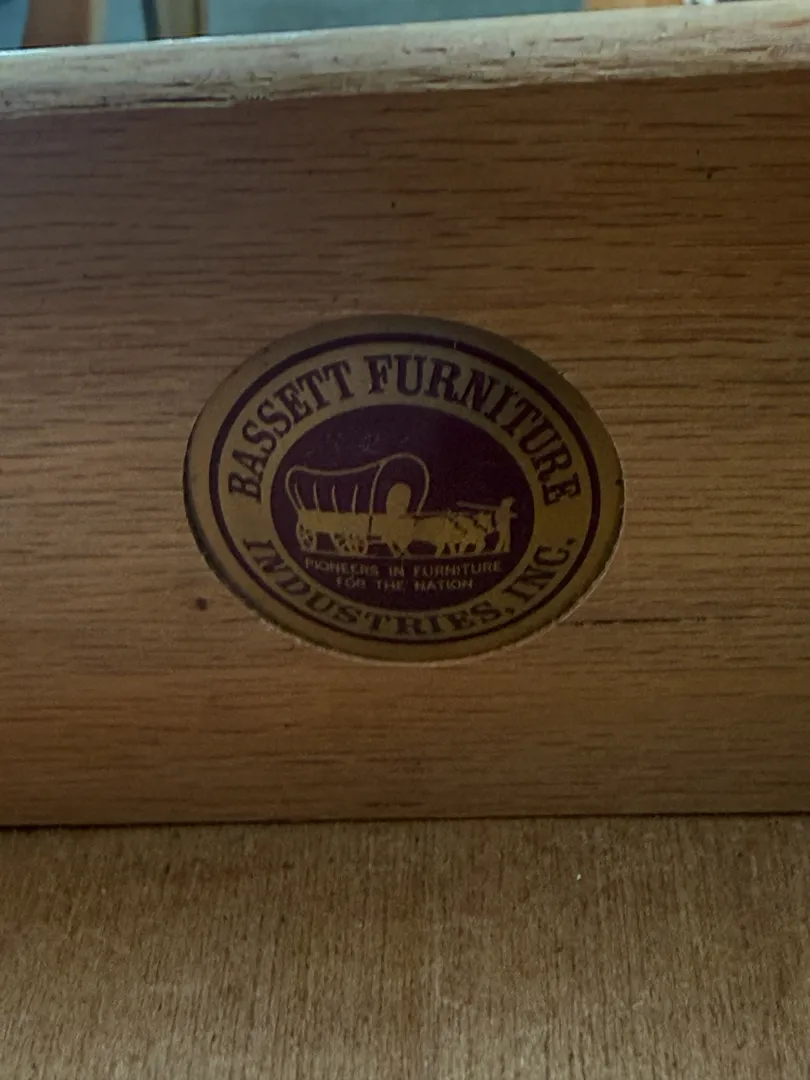 BASSETT FURNITURE
PIONEERS IN FURNITURE
FOR THE NATION
INDUSTRIES, INC.